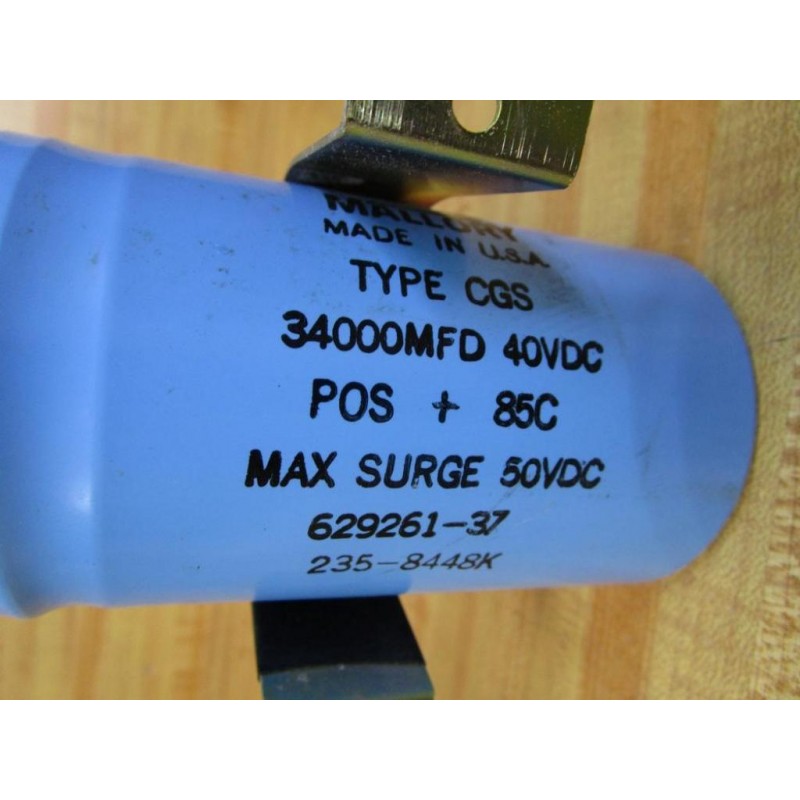 MALLORY
MADE IN U.S.A
TYPE CGS
34000MFD 40VDC
POS + 85C
MAX SURGE 50VDC
629261-37
235-8448K